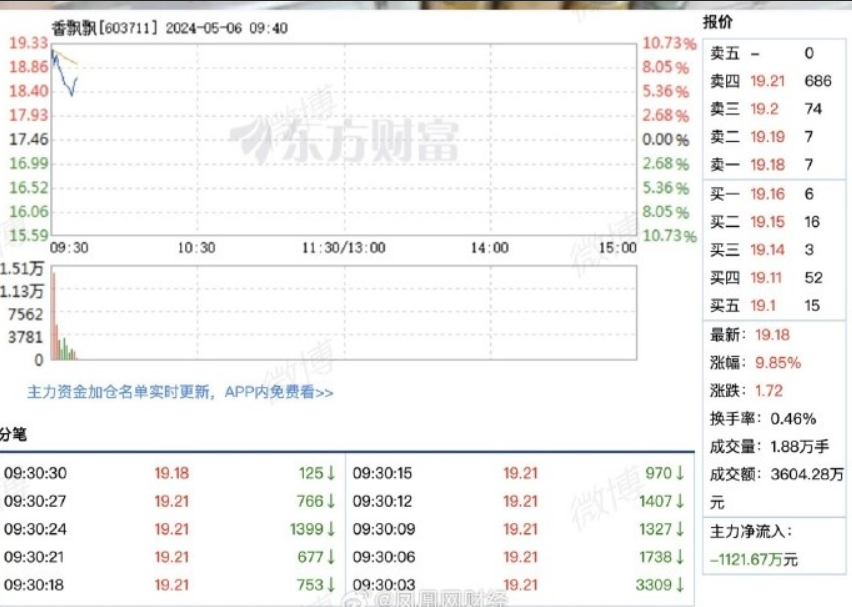 香飘飘[603711] 2024-05-06 09:40
19.33
18.86
18.40
17.93
17.46
16.99
16.52
16.06
15.59
10.73%
8.05%
5.36%
2.68%
0.00%
2.68%
5.36%
8.05%
10.73%
东方财富
09:30 10:30 11:30/13:00 14:00 15:00
1.51万
1.13万
7562
3781
0
主力资金加仓名单实时更新，APP内免费看>>
分笔
09:30:30 19.18 125↓ 09:30:15 19.21 970↓
09:30:27 19.21 766↓ 09:30:12 19.21 1407↓
09:30:24 19.21 1399↓ 09:30:09 19.21 1327↓
09:30:21 19.21 677↓ 09:30:06 19.21 1738↓
09:30:18 19.21 753↓ 09:30:03 19.21 3309↓
报价
卖五 – 0
卖四 19.21 686
卖三 19.2 74
卖二 19.19 7
卖一 19.18 7
买一 19.16 6
买二 19.15 16
买三 19.14 3
买四 19.11 52
买五 19.1 15
最新：19.18
涨幅：9.85%
涨跌：1.72
换手率：0.46%
成交量：1.88万手
成交额：3604.28万
元
主力净流入：
-1121.67万元
微博
微博
微博
微博
微博
@凤凰网财经